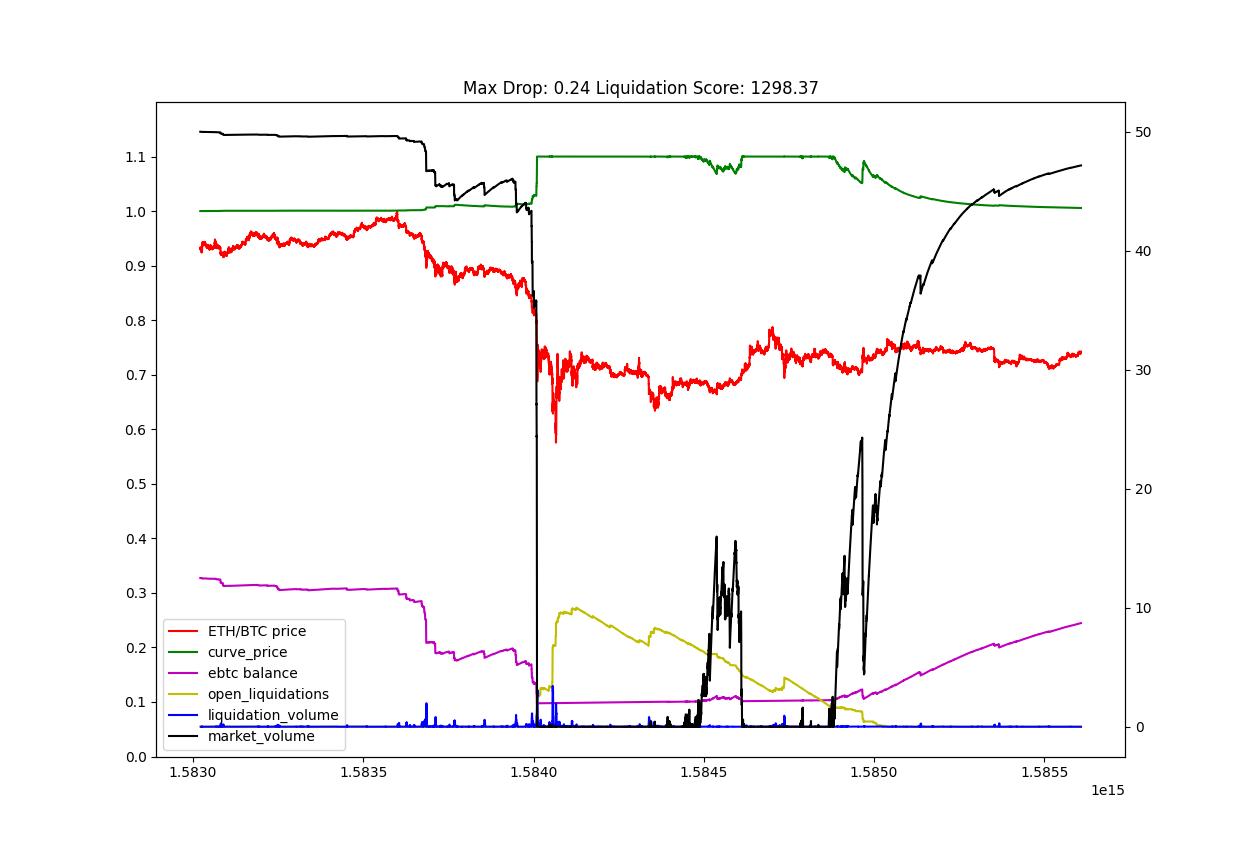 Max Drop: 0.24 Liquidation Score: 1298.37
1.1
1.0
0.9
0.8
0.7
0.6
0.5
0.4
0.3
0.2
0.1
0.0
50
40
30
20
10
0
ETH/BTC price
curve_price
ebtc balance
open_liquidations
liquidation_volume
market_volume
1.5830 1.5835 1.5840 1.5845 1.5850 1.5855
1e15